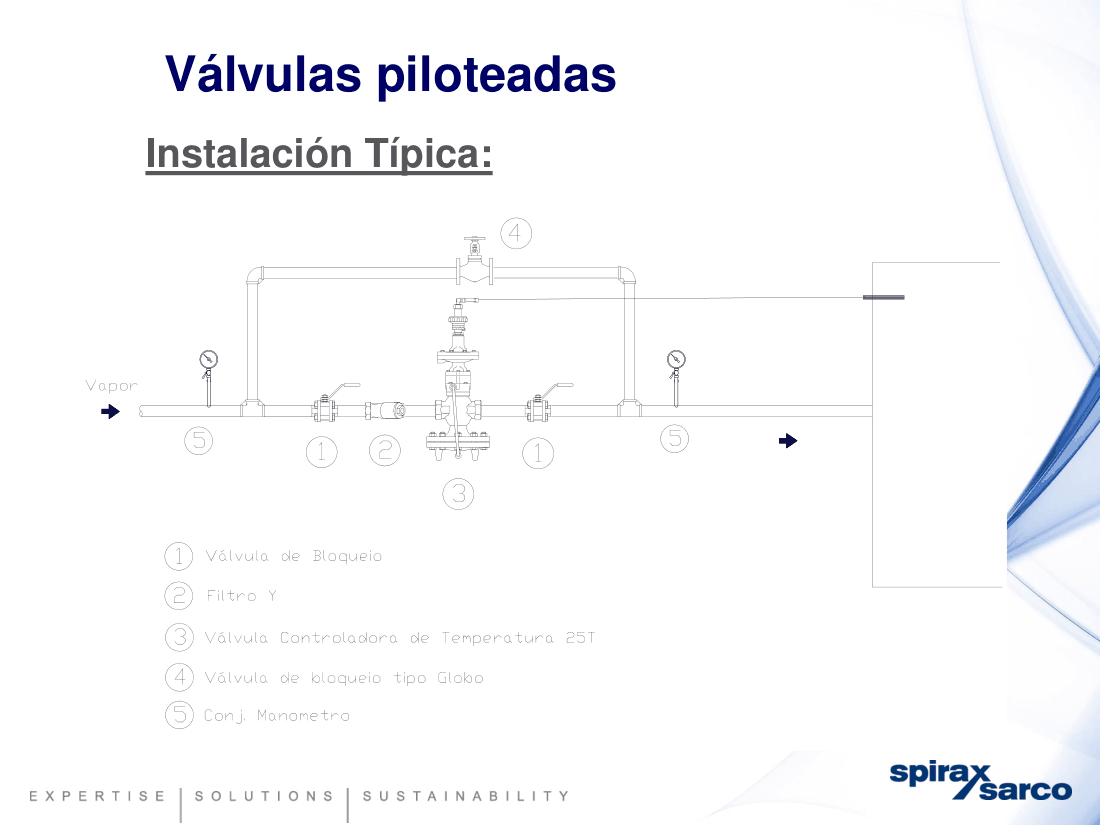 Válvulas piloteadas
Instalación Típica:
4
Vapor
5
1
2
1
5
3
1 Válvula de Bloqueio
2 Filtro Y
3 Válvula Controladora de Temperatura 25T
4 Válvula de bloqueio tipo Globo
5 Conj. Manometro
EXPERTISE SOLUTIONS SUSTAINABILITY
spirax sarco